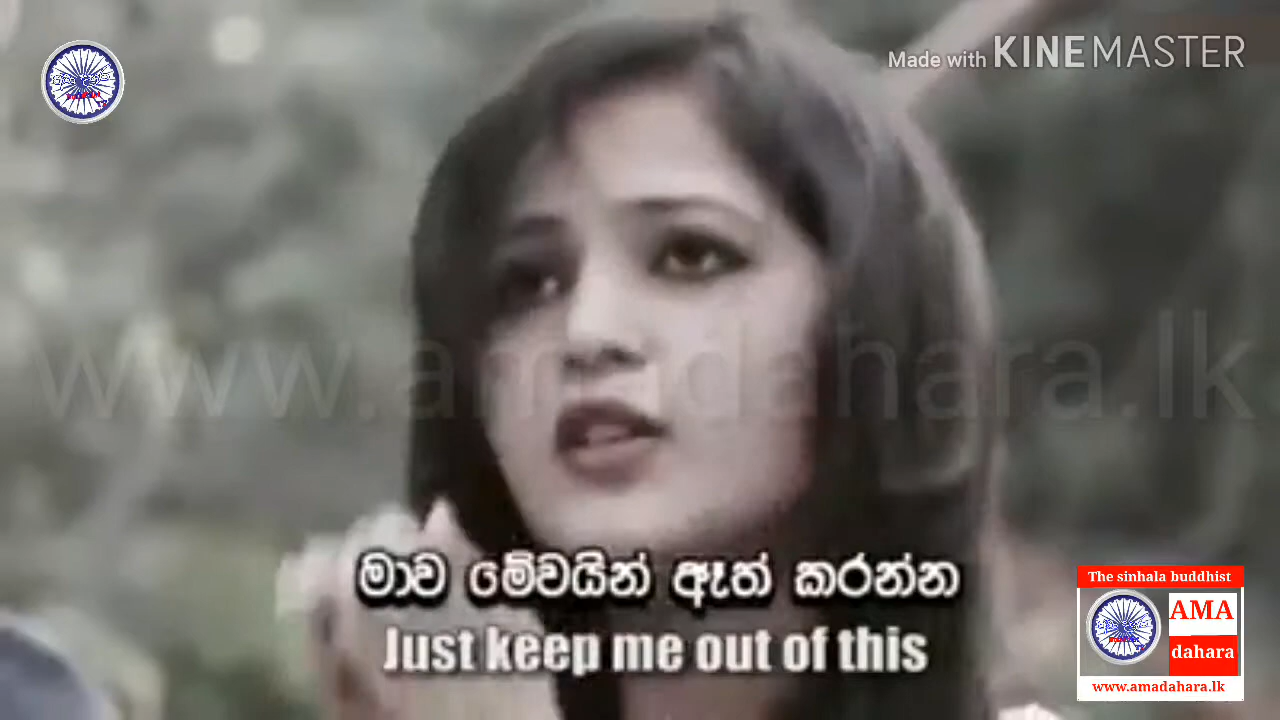 Made with KINEMASTER
www.amadahara.lk
මාව මේවයින් ඈත් කරන්න
Just keep me out of this
The sinhala buddhist
AMA
dahara
www.amadahara.lk